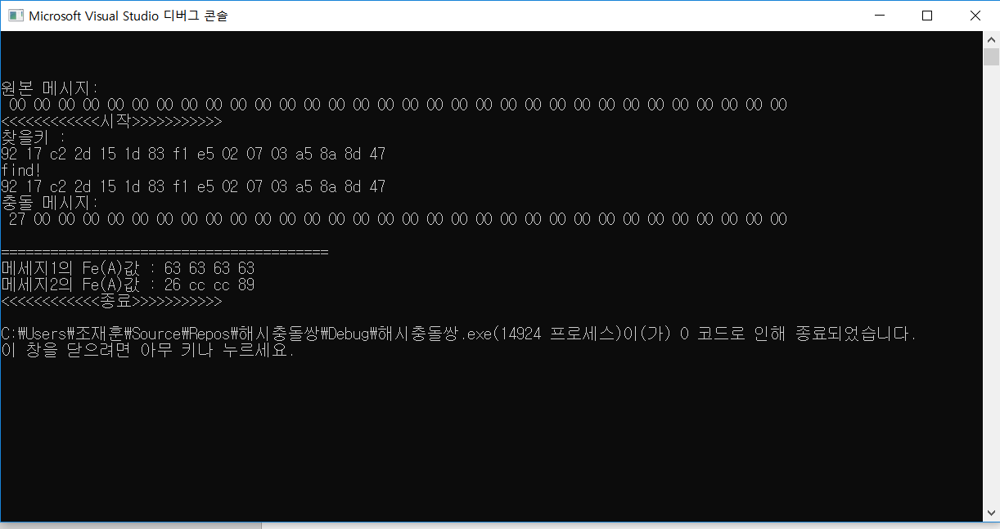 Microsoft Visual Studio 디버그 콘솔
원본 메시지:
00 00 00 00 00 00 00 00 00 00 00 00 00 00 00 00 00 00 00 00 00 00 00 00 00 00 00 00 00 00 00 00
<<<<<<<<<<<<시작>>>>>>>>>>>
찾을키 :
92 17 c2 2d 15 1d 83 f1 e5 02 07 03 a5 8a 8d 47
find!
92 17 c2 2d 15 1d 83 f1 e5 02 07 03 a5 8a 8d 47
충돌 메시지:
27 00 00 00 00 00 00 00 00 00 00 00 00 00 00 00 00 00 00 00 00 00 00 00 00 00 00 00 00 00 00 00
========================================
메세지1의 Fe(A)값 : 63 63 63 63
메세지2의 Fe(A)값 : 26 cc cc 89
<<<<<<<<<<<<종료>>>>>>>>>>>
C:₩Users₩조재훈₩Source₩Repos₩해시충돌쌍₩Debug₩해시충돌쌍.exe(14924 프로세스)이(가) 0 코드로 인해 종료되었습니다.
이 창을 닫으려면 아무 키나 누르세요.